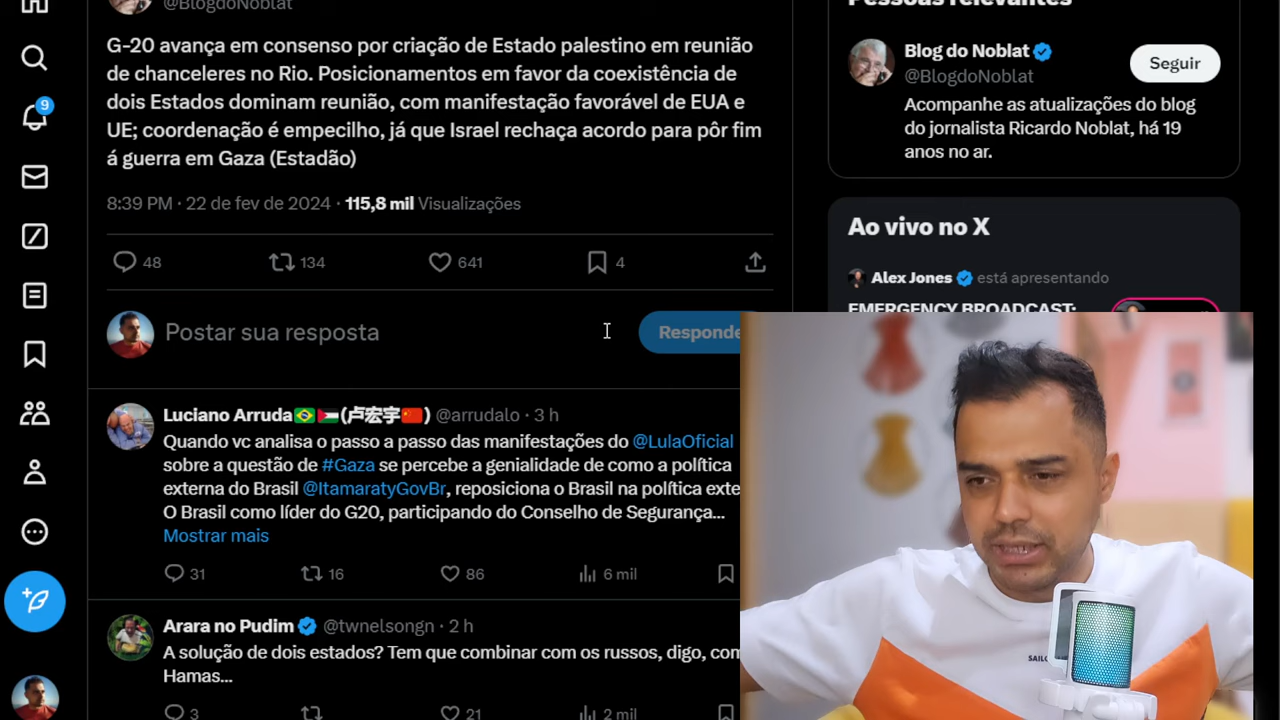 @BlogdoNoblat
G-20 avança em consenso por criação de Estado palestino em reunião
de chanceleres no Rio. Posicionamentos em favor da coexistência de
dois Estados dominam reunião, com manifestação favorável de EUA e
UE; coordenação é empecilho, já que Israel rechaça acordo para pôr fim
á guerra em Gaza (Estadão)
8:39 PM · 22 de fev de 2024 · 115,8 mil Visualizações
48 134 641 4
Postar sua resposta
Responde
Luciano Arruda🇧🇷🇵🇸(卢宏宇🇨🇳) @arrudalo · 3 h
Quando vc analisa o passo a passo das manifestações do @LulaOficial
sobre a questão de #Gaza se percebe a genialidade de como a política
externa do Brasil @ItamaratyGovBr, reposiciona o Brasil na política exte
O Brasil como líder do G20, participando do Conselho de Segurança...
Mostrar mais
31 16 86 6 mil
Arara no Pudim @twnelsongn · 2 h
A solução de dois estados? Tem que combinar com os russos, digo, com
Hamas...
3 21 2 mil
9
Pessoas relevantes
Blog do Noblat
@BlogdoNoblat
Seguir
Acompanhe as atualizações do blog
do jornalista Ricardo Noblat, há 19
anos no ar.
Ao vivo no X
Alex Jones está apresentando
EMERGENCY BROADCAST: